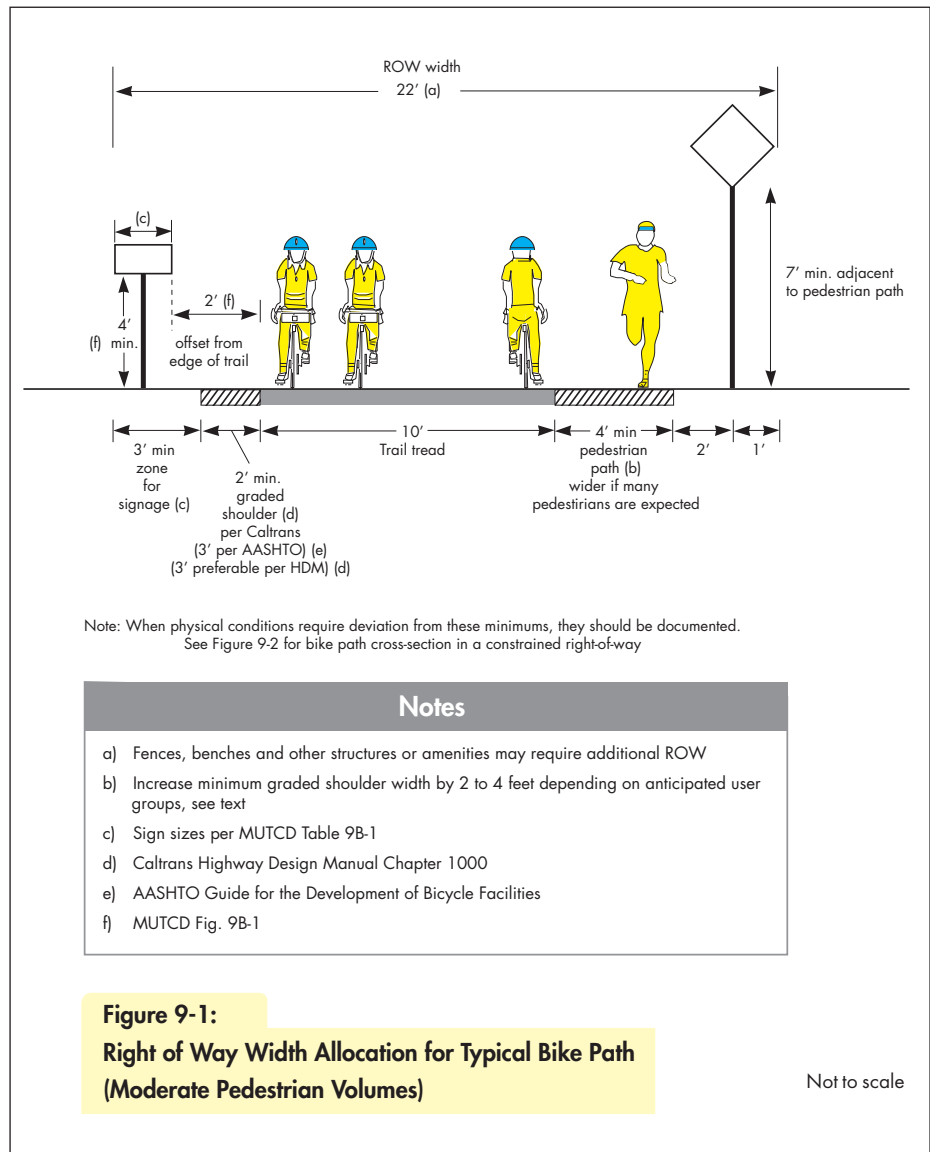 ROW width
22’ (a)
(c)
2’ (f)
4’
(f) min.
offset from
edge of trail
7’ min. adjacent
to pedestrian path
3’ min
zone
for
signage (c)
2’ min.
graded
shoulder (d)
per Caltrans
(3’ per AASHTO) (e)
(3’ preferable per HDM) (d)
10’
Trail tread
4’ min
pedestrian
path (b)
wider if many
pedestirians are expected
2’
1’
Note: When physical conditions require deviation from these minimums, they should be documented.
See Figure 9-2 for bike path cross-section in a constrained right-of-way
Notes
a) Fences, benches and other structures or amenities may require additional ROW
b) Increase minimum graded shoulder width by 2 to 4 feet depending on anticipated user
groups, see text
c) Sign sizes per MUTCD Table 9B-1
d) Caltrans Highway Design Manual Chapter 1000
e) AASHTO Guide for the Development of Bicycle Facilities
f) MUTCD Fig. 9B-1
Figure 9-1:
Right of Way Width Allocation for Typical Bike Path
(Moderate Pedestrian Volumes)
Not to scale